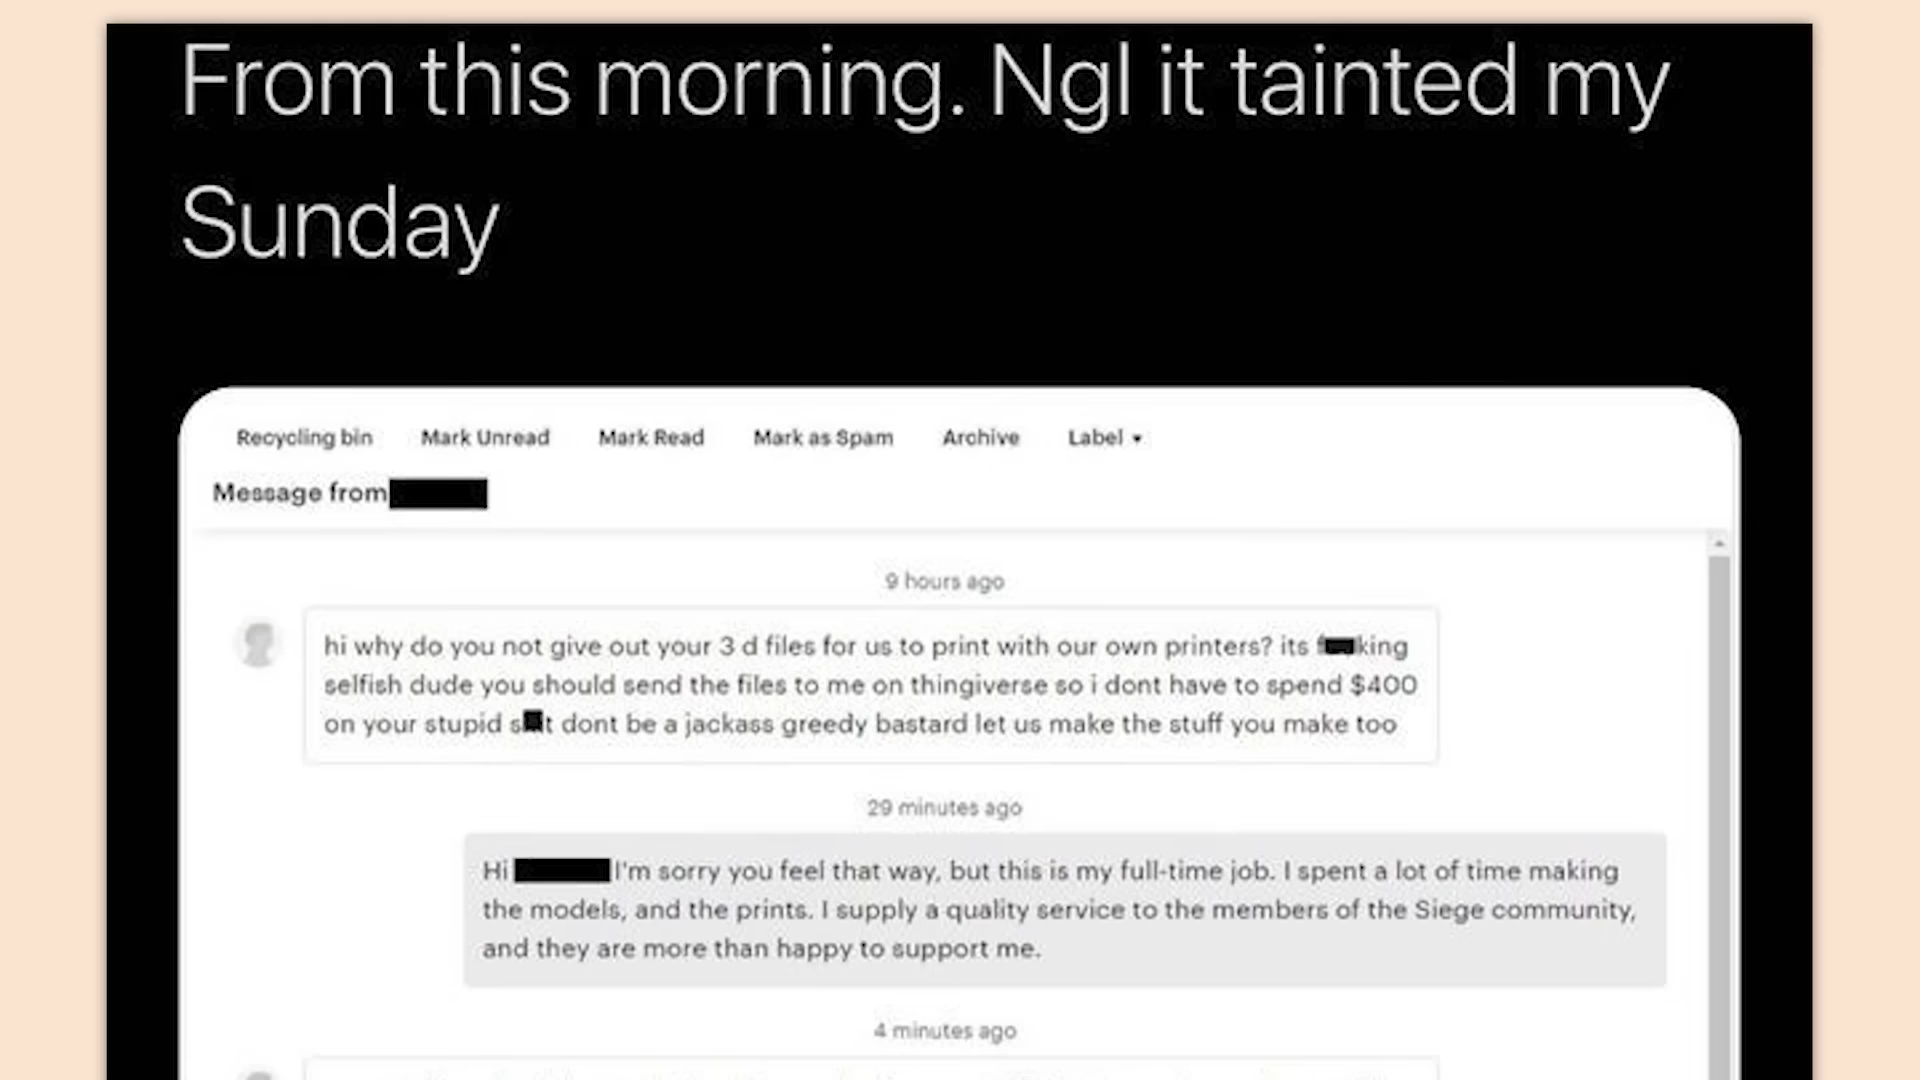 From this morning. Ngl it tainted my
Sunday
Recycling bin Mark Unread Mark Read Mark as Spam Archive Label
Message from
9 hours ago
hi why do you not give out your 3 d files for us to print with our own printers? its f king
selfish dude you should send the files to me on thingiverse so i dont have to spend $400
on your stupid s t dont be a jackass greedy bastard let us make the stuff you make too
29 minutes ago
Hi I'm sorry you feel that way, but this is my full-time job. I spent a lot of time making
the models, and the prints. I supply a quality service to the members of the Siege community,
and they are more than happy to support me.
4 minutes ago